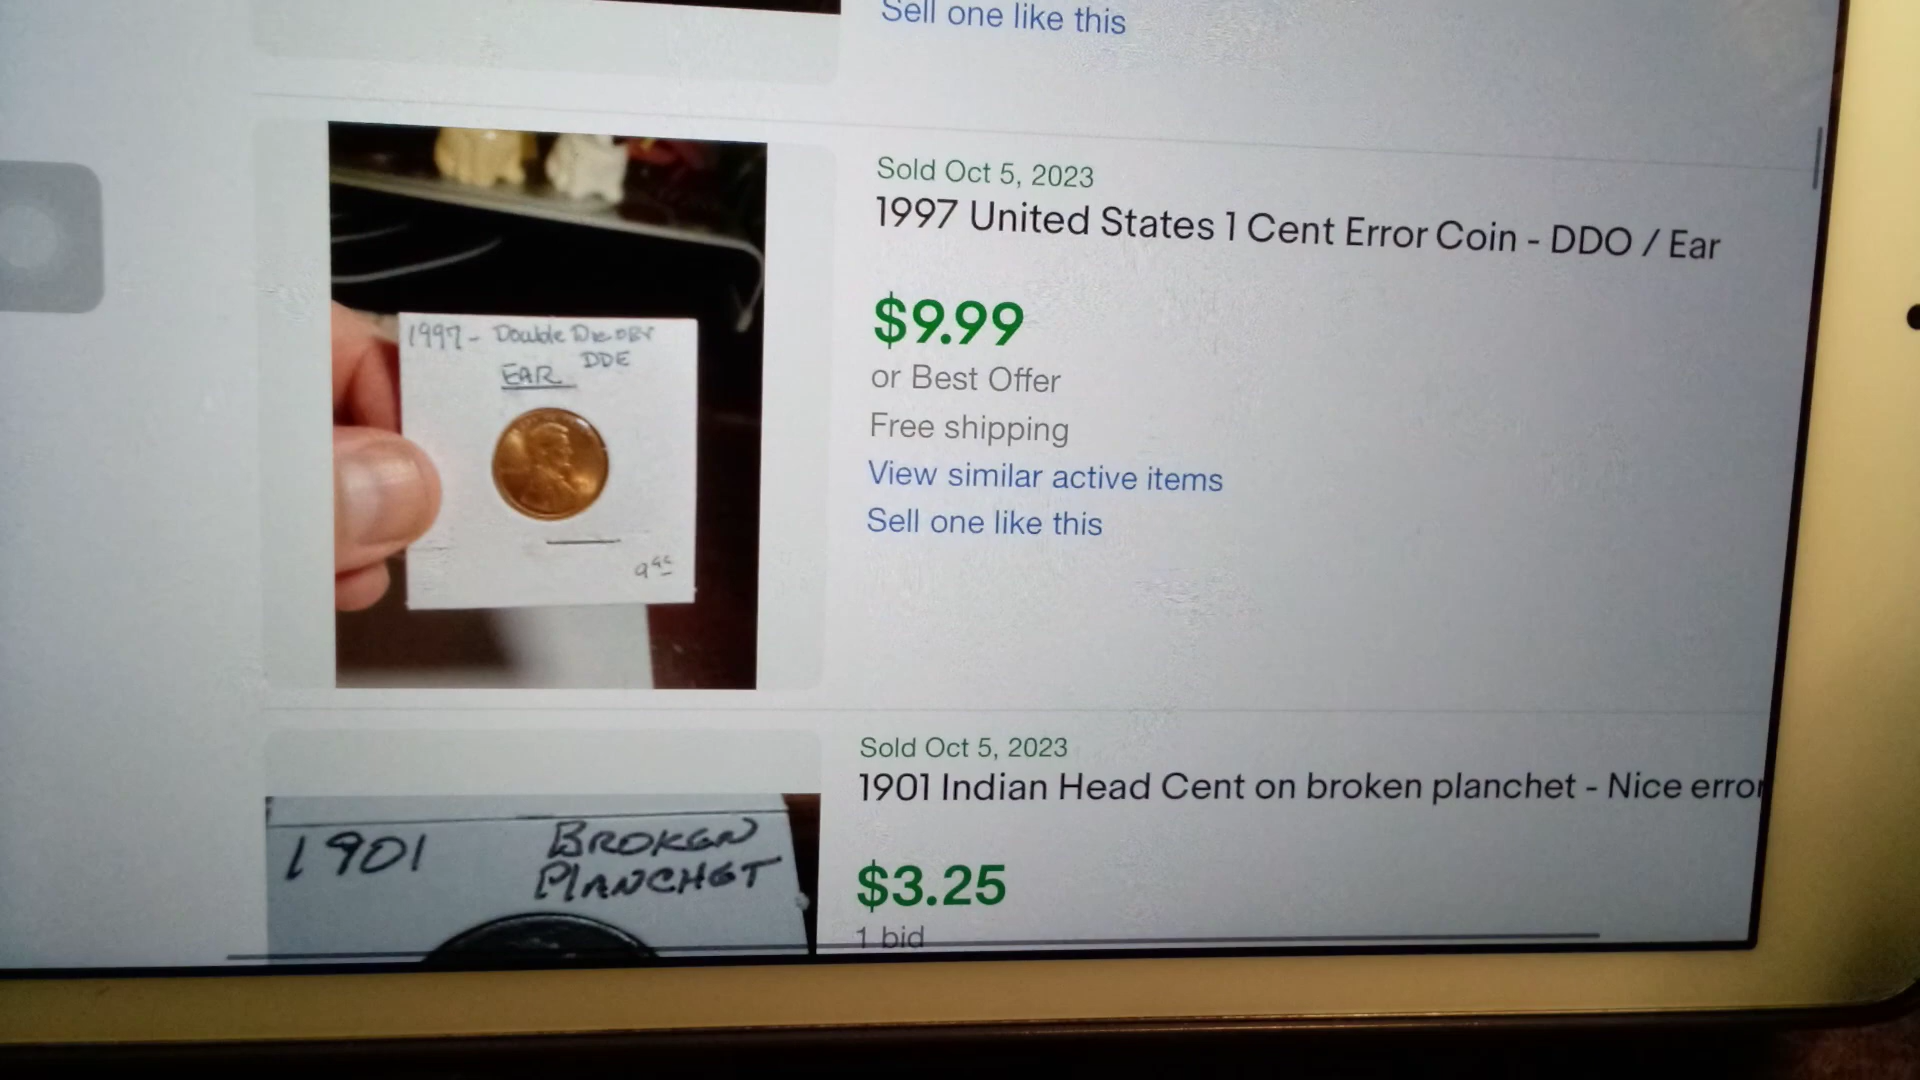 Sell one like this
Sold Oct 5, 2023
1997 United States 1 Cent Error Coin - DDO / Ear
$9.99
or Best Offer
Free shipping
View similar active items
Sell one like this
1997- Double Die OBV
EAR DDE
Sold Oct 5, 2023
1901 Indian Head Cent on broken planchet - Nice error
$3.25
1 bid
1901 BROKEN
PLANCHET